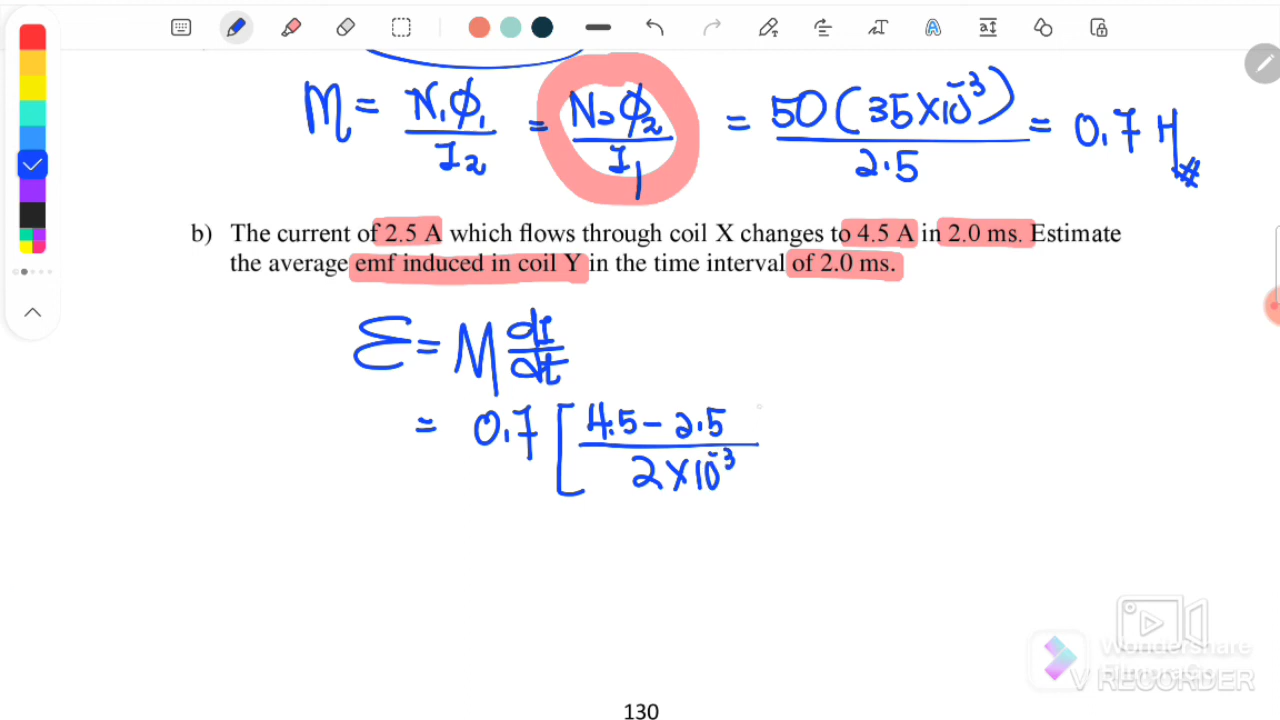 M = N₁φ₁/I₂ = N₂φ₂/I₁ = 50(35×10⁻³)/2.5 = 0.7 H
b) The current of 2.5 A which flows through coil X changes to 4.5 A in 2.0 ms. Estimate
the average emf induced in coil Y in the time interval of 2.0 ms.
Ɛ = M dI/dt
= 0.7 [ 4.5 − 2.5 / 2×10⁻³
Wondershare
V RECORDER
130